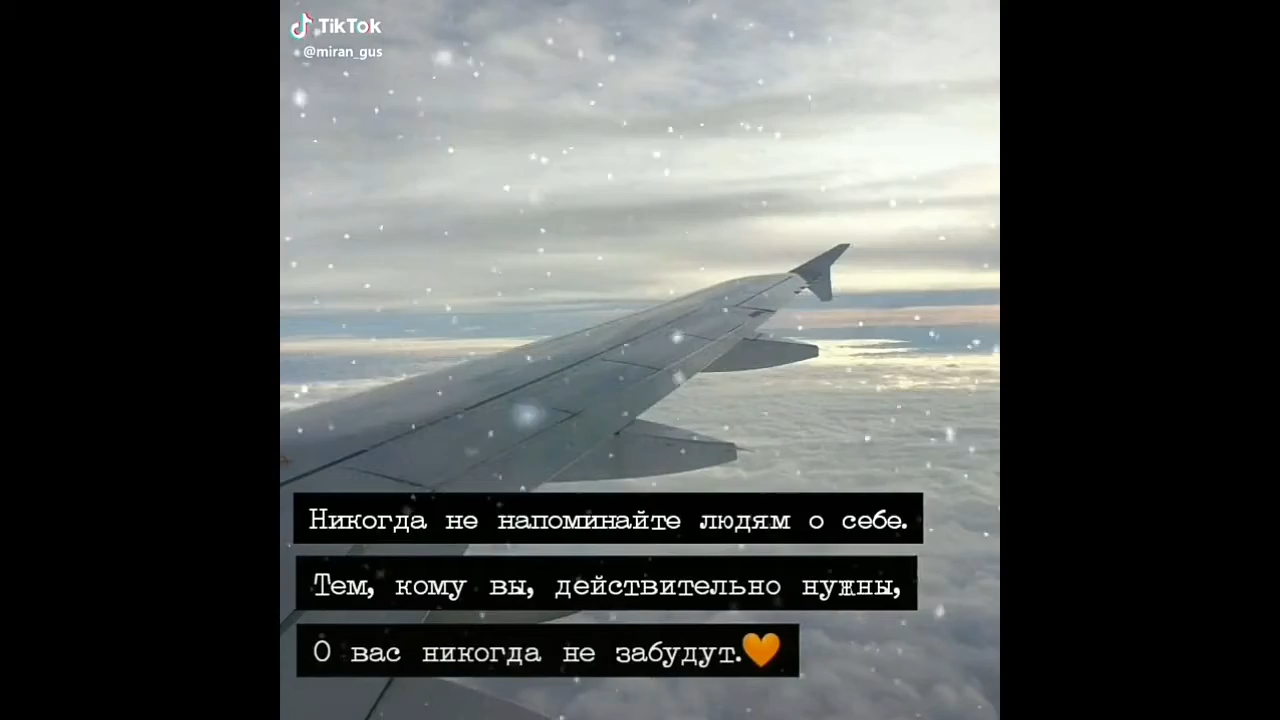 TikTok
@miran_gus
Никогда не напоминайте людям о себе.
Тем, кому вы, действительно нужны,
О вас никогда не забудут.🧡